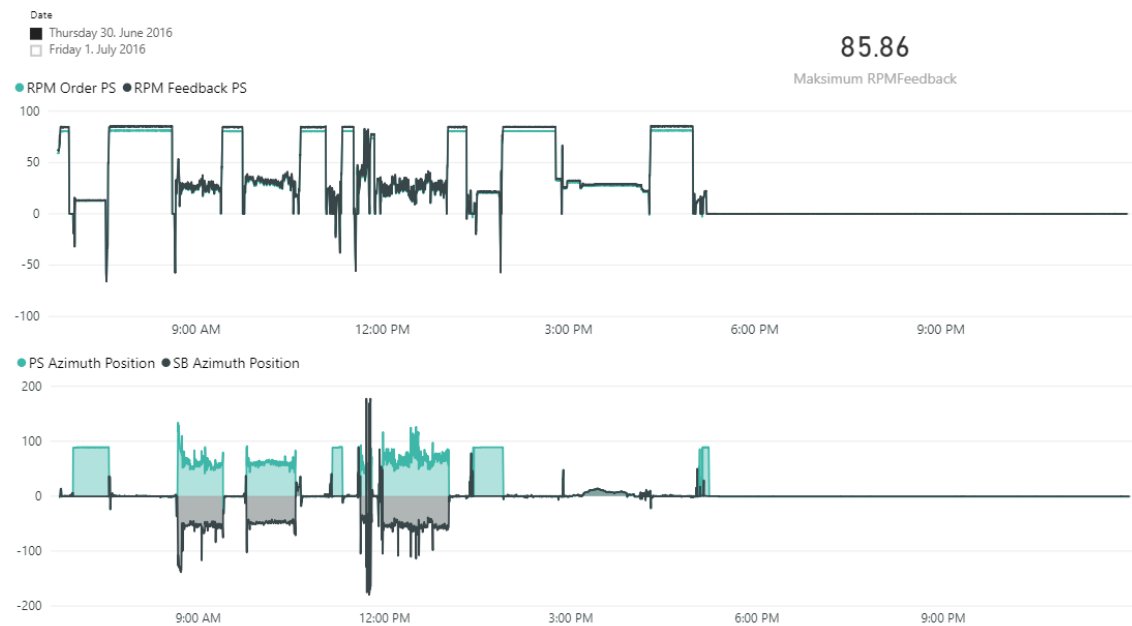 Date
Thursday 30. June 2016
Friday 1. July 2016
85.86
Maksimum RPMFeedback
RPM Order PS RPM Feedback PS
100
50
0
-50
-100
9:00 AM 12:00 PM 3:00 PM 6:00 PM 9:00 PM
PS Azimuth Position SB Azimuth Position
200
100
0
-100
-200
9:00 AM 12:00 PM 3:00 PM 6:00 PM 9:00 PM